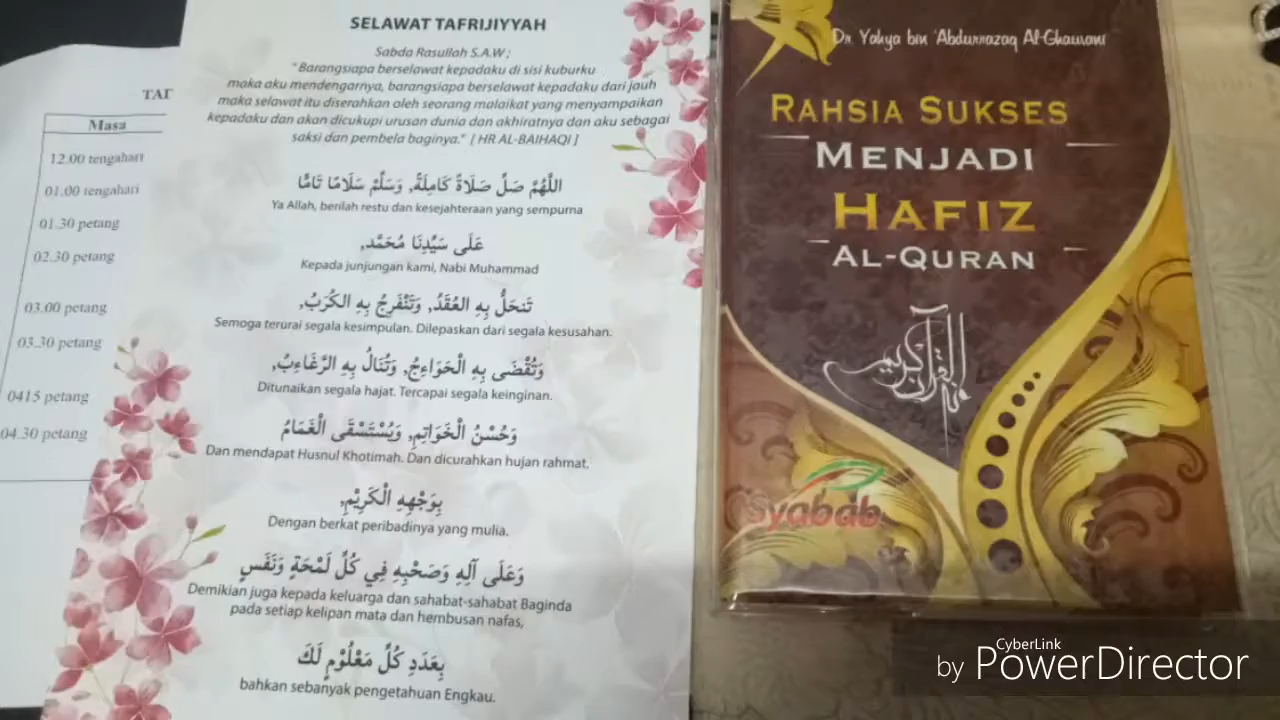 TAF
Masa
12.00 tengahari
01.00 tengahari
01.30 petang
02.30 petang
03.00 petang
03.30 petang
0415 petang
04.30 petang
SELAWAT TAFRIJIYYAH
Sabda Rasullah S.A.W ;
"Barangsiapa berselawat kepadaku di sisi kuburku
maka aku mendengarnya, barangsiapa berselawat kepadaku dari jauh
maka selawat itu diserahkan oleh seorang malaikat yang menyampaikan
kepadaku dan akan dicukupi urusan dunia dan akhiratnya dan aku sebagai
saksi dan pembela baginya." [ HR AL-BAIHAQI ]
اللَّهُمَّ صَلِّ صَلَاةً كَامِلَةً, وَسَلِّمْ سَلَامًا تَامًّا
Ya Allah, berilah restu dan kesejahteraan yang sempurna
عَلَى سَيِّدِنَا مُحَمَّد,
Kepada junjungan kami, Nabi Muhammad
تَنحَلُّ بِهِ العُقَدُ, وَتَنْفَرِجُ بِهِ الكُرَبُ,
Semoga terurai segala kesimpulan. Dilepaskan dari segala kesusahan.
وَتُقْضَى بِهِ الْحَوَاءِجُ, وَتُنَالُ بِهِ الرَّغَاءِبُ,
Ditunaikan segala hajat. Tercapai segala keinginan.
وَحُسْنُ الْخَوَاتِمِ, وَيُسْتَسْقَى الْغَمَامُ
Dan mendapat Husnul Khotimah. Dan dicurahkan hujan rahmat.
بِوَجْهِهِ الْكَرِيْمِ,
Dengan berkat peribadinya yang mulia.
وَعَلَى آلِهِ وَصَحْبِهِ فِي كُلِّ لَمْحَةٍ وَنَفَسٍ
Demikian juga kepada keluarga dan sahabat-sahabat Baginda
pada setiap kelipan mata dan hembusan nafas,
بِعَدَدِ كُلِّ مَعْلُوْمٍ لَكَ
bahkan sebanyak pengetahuan Engkau.
Dr. Yahya bin 'Abdurrazaq Al-Ghautsani
RAHSIA SUKSES
MENJADI
HAFIZ
AL-QURAN
Syabab
CyberLink
by PowerDirector